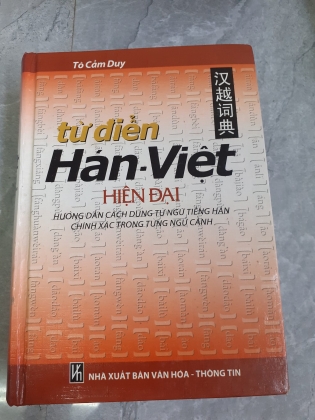 Tô Cẩm Duy
汉越词典
từ điển
Hán-Việt
HIỆN ĐẠI
HƯỚNG DẪN CÁCH DÙNG TỪ NGỮ TIẾNG HÁN
CHÍNH XÁC TRONG TỪNG NGỮ CẢNH
NHÀ XUẤT BẢN VĂN HÓA - THÔNG TIN